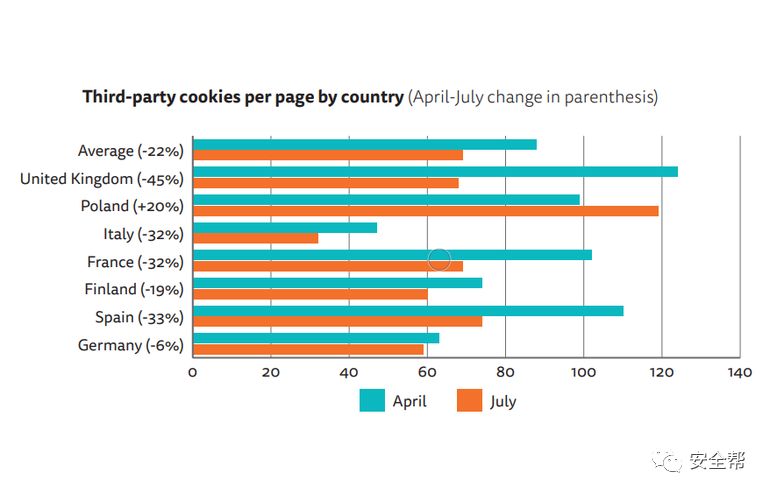 Third-party cookies per page by country (April-July change in parenthesis)
Average (-22%)
United Kingdom (-45%)
Poland (+20%)
Italy (-32%)
France (-32%)
Finland (-19%)
Spain (-33%)
Germany (-6%)
0 20 40 60 80 100 120 140
April July
安全帮